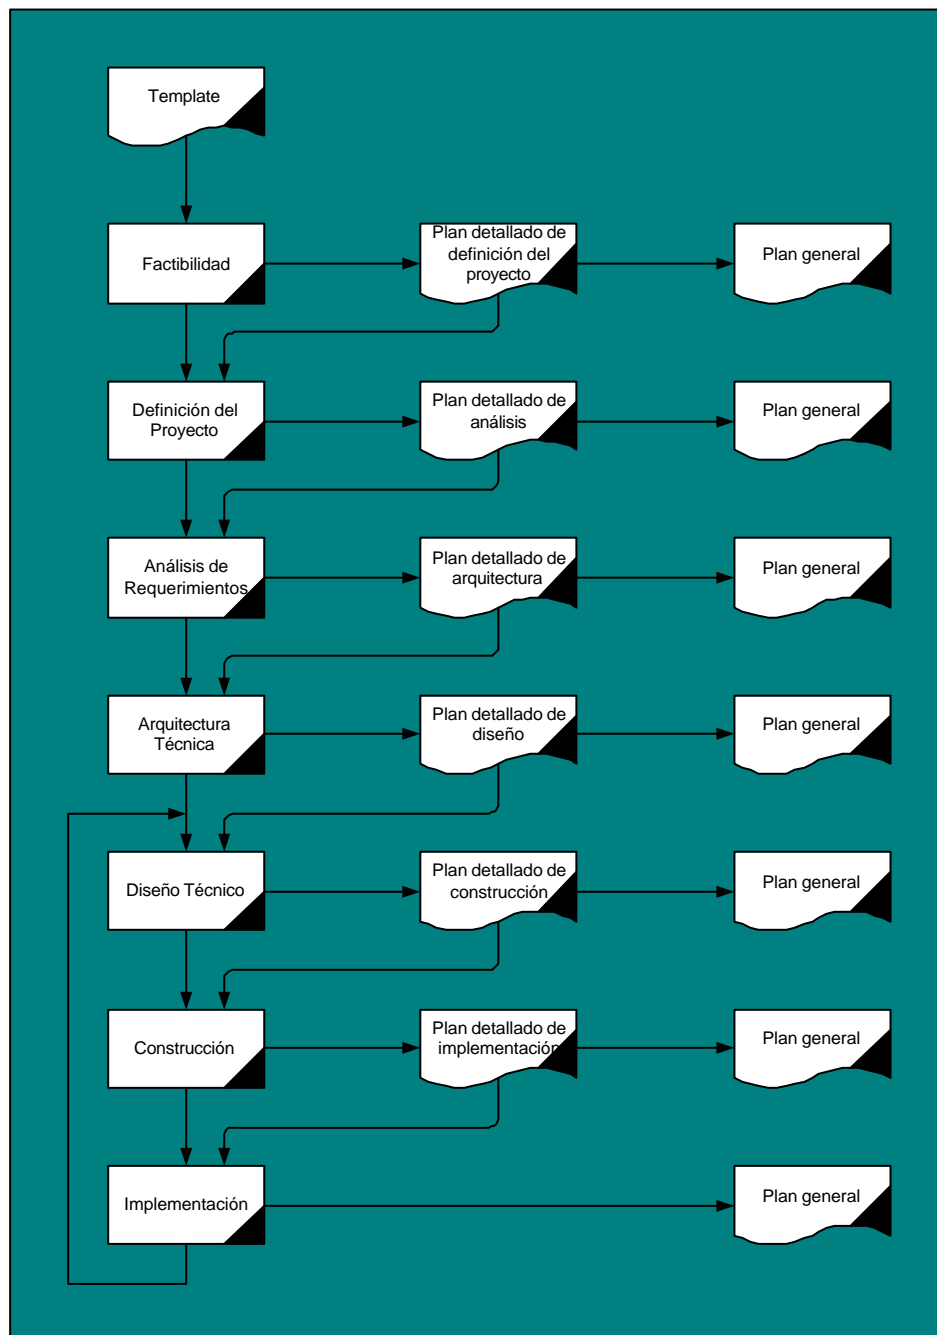 Template
Factibilidad
Plan detallado de
definición del
proyecto
Plan general
Definición del
Proyecto
Plan detallado de
análisis
Plan general
Análisis de
Requerimientos
Plan detallado de
arquitectura
Plan general
Arquitectura
Técnica
Plan detallado de
diseño
Plan general
Diseño Técnico
Plan detallado de
construcción
Plan general
Construcción
Plan detallado de
implementación
Plan general
Implementación
Plan general